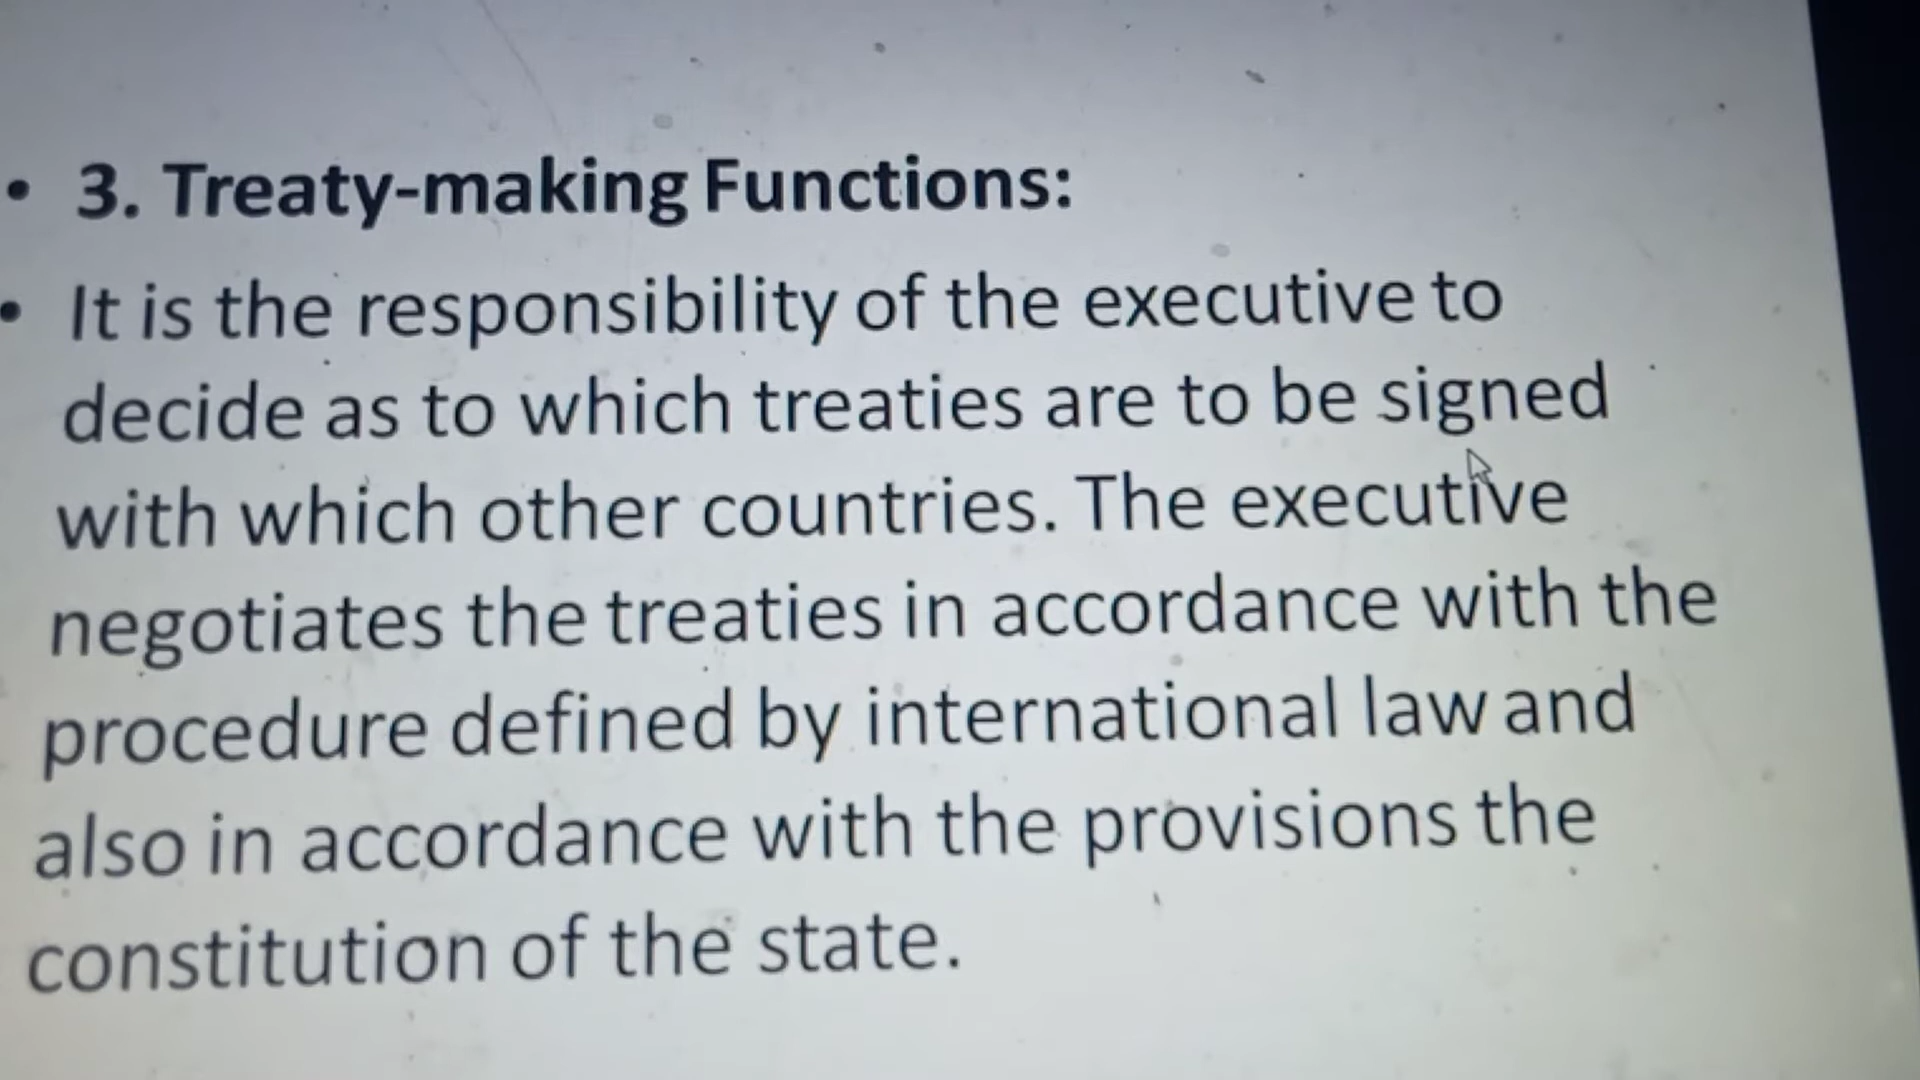 • 3. Treaty-making Functions:
• It is the responsibility of the executive to
decide as to which treaties are to be signed
with which other countries. The executive
negotiates the treaties in accordance with the
procedure defined by international law and
also in accordance with the provisions the
constitution of the state.